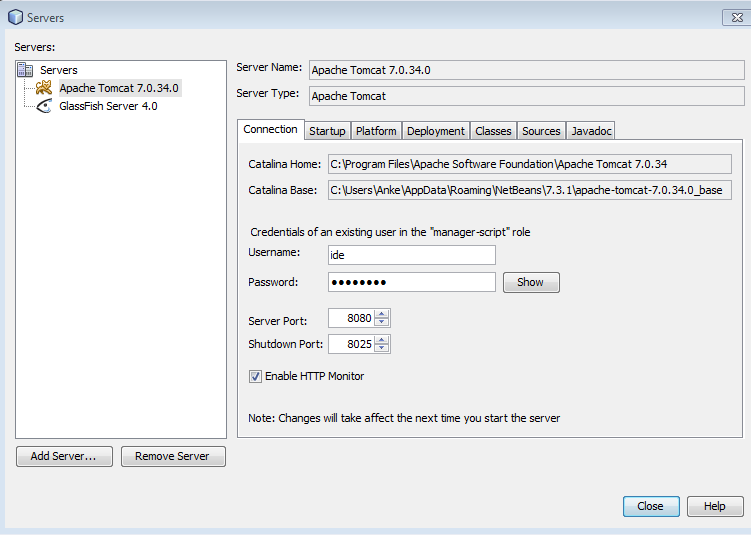 Servers
Servers:
Servers
Apache Tomcat 7.0.34.0
GlassFish Server 4.0
Add Server...
Remove Server
Server Name: Apache Tomcat 7.0.34.0
Server Type: Apache Tomcat
Connection Startup Platform Deployment Classes Sources Javadoc
Catalina Home: C:\Program Files\Apache Software Foundation\Apache Tomcat 7.0.34
Catalina Base: C:\Users\Anke\AppData\Roaming\NetBeans\7.3.1\apache-tomcat-7.0.34.0_base
Credentials of an existing user in the "manager-script" role
Username: ide
Password: •••••••• Show
Server Port: 8080
Shutdown Port: 8025
Enable HTTP Monitor
Note: Changes will take affect the next time you start the server
Close Help